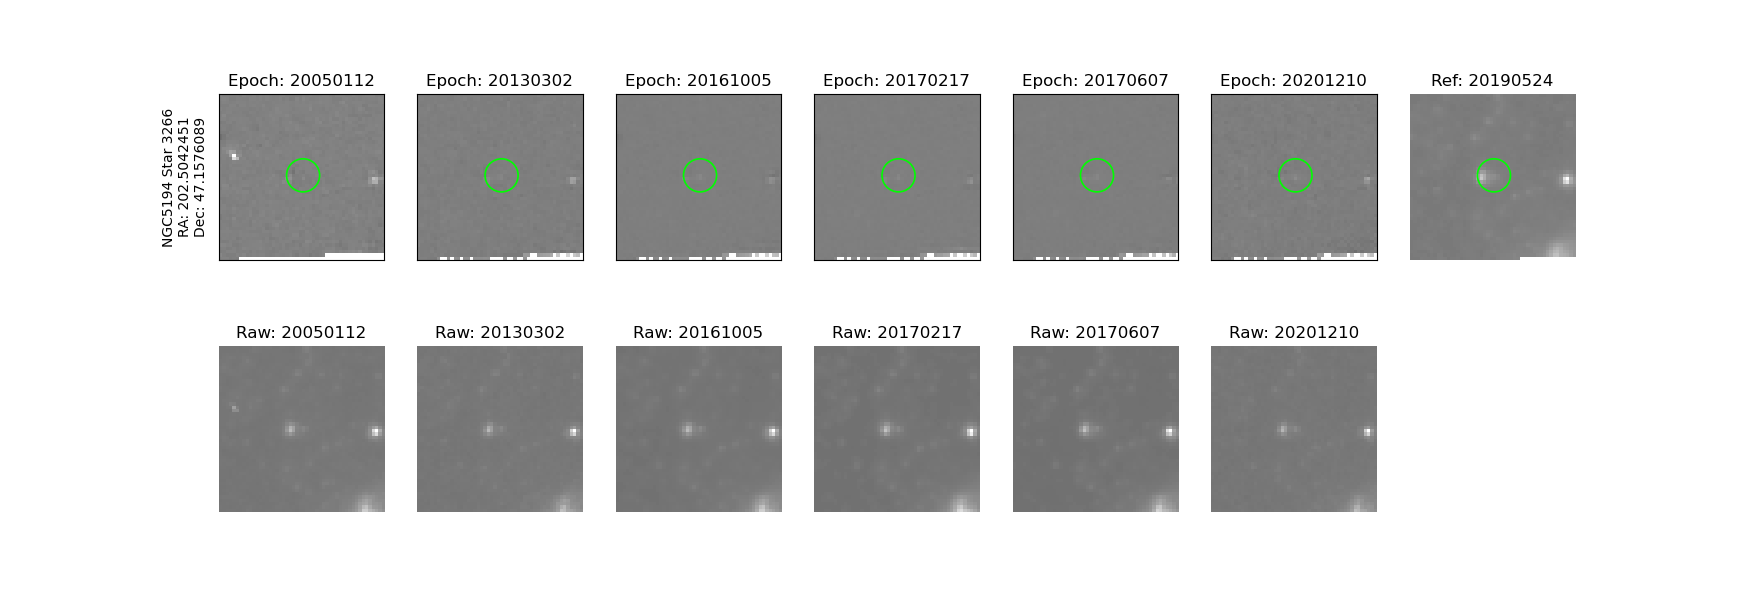 Epoch: 20050112
Epoch: 20130302
Epoch: 20161005
Epoch: 20170217
Epoch: 20170607
Epoch: 20201210
Ref: 20190524
NGC5194 Star 3266
RA: 202.5042451
Dec: 47.1576089
Raw: 20050112
Raw: 20130302
Raw: 20161005
Raw: 20170217
Raw: 20170607
Raw: 20201210